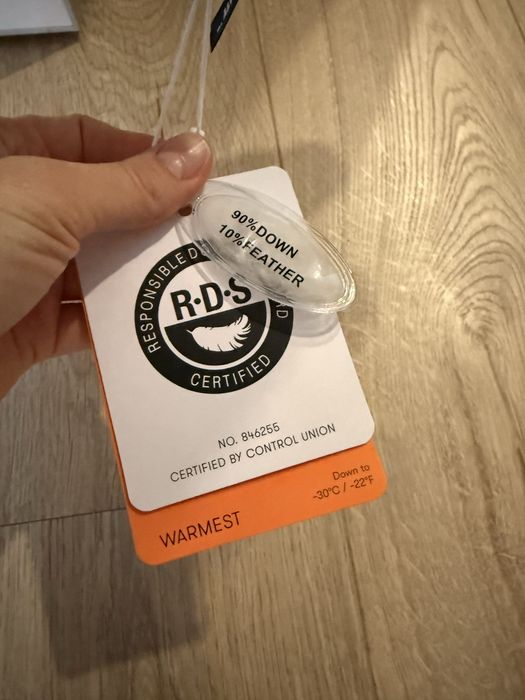 90%DOWN
10%FEATHER
RESPONSIBLE
R·D·S
CERTIFIED
NO. 846255
CERTIFIED BY CONTROL UNION
WARMEST
Down to
-30°C / -22°F